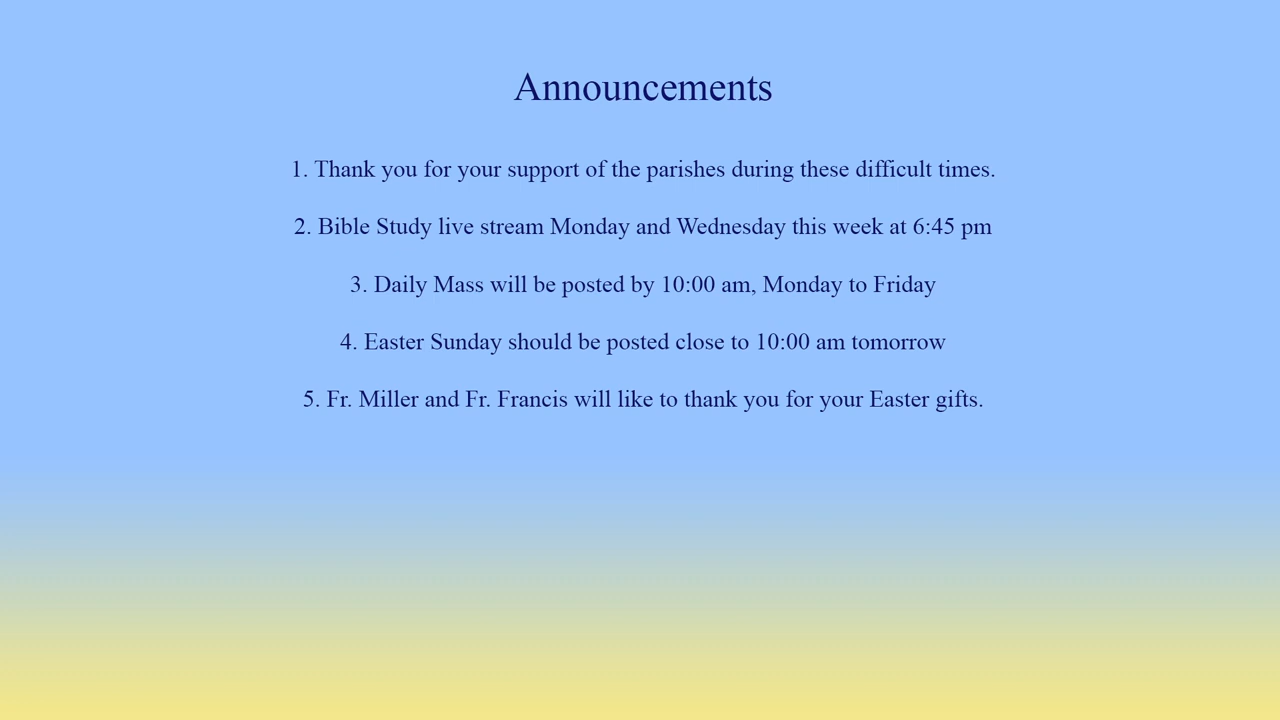 Announcements
1. Thank you for your support of the parishes during these difficult times.
2. Bible Study live stream Monday and Wednesday this week at 6:45 pm
3. Daily Mass will be posted by 10:00 am, Monday to Friday
4. Easter Sunday should be posted close to 10:00 am tomorrow
5. Fr. Miller and Fr. Francis will like to thank you for your Easter gifts.